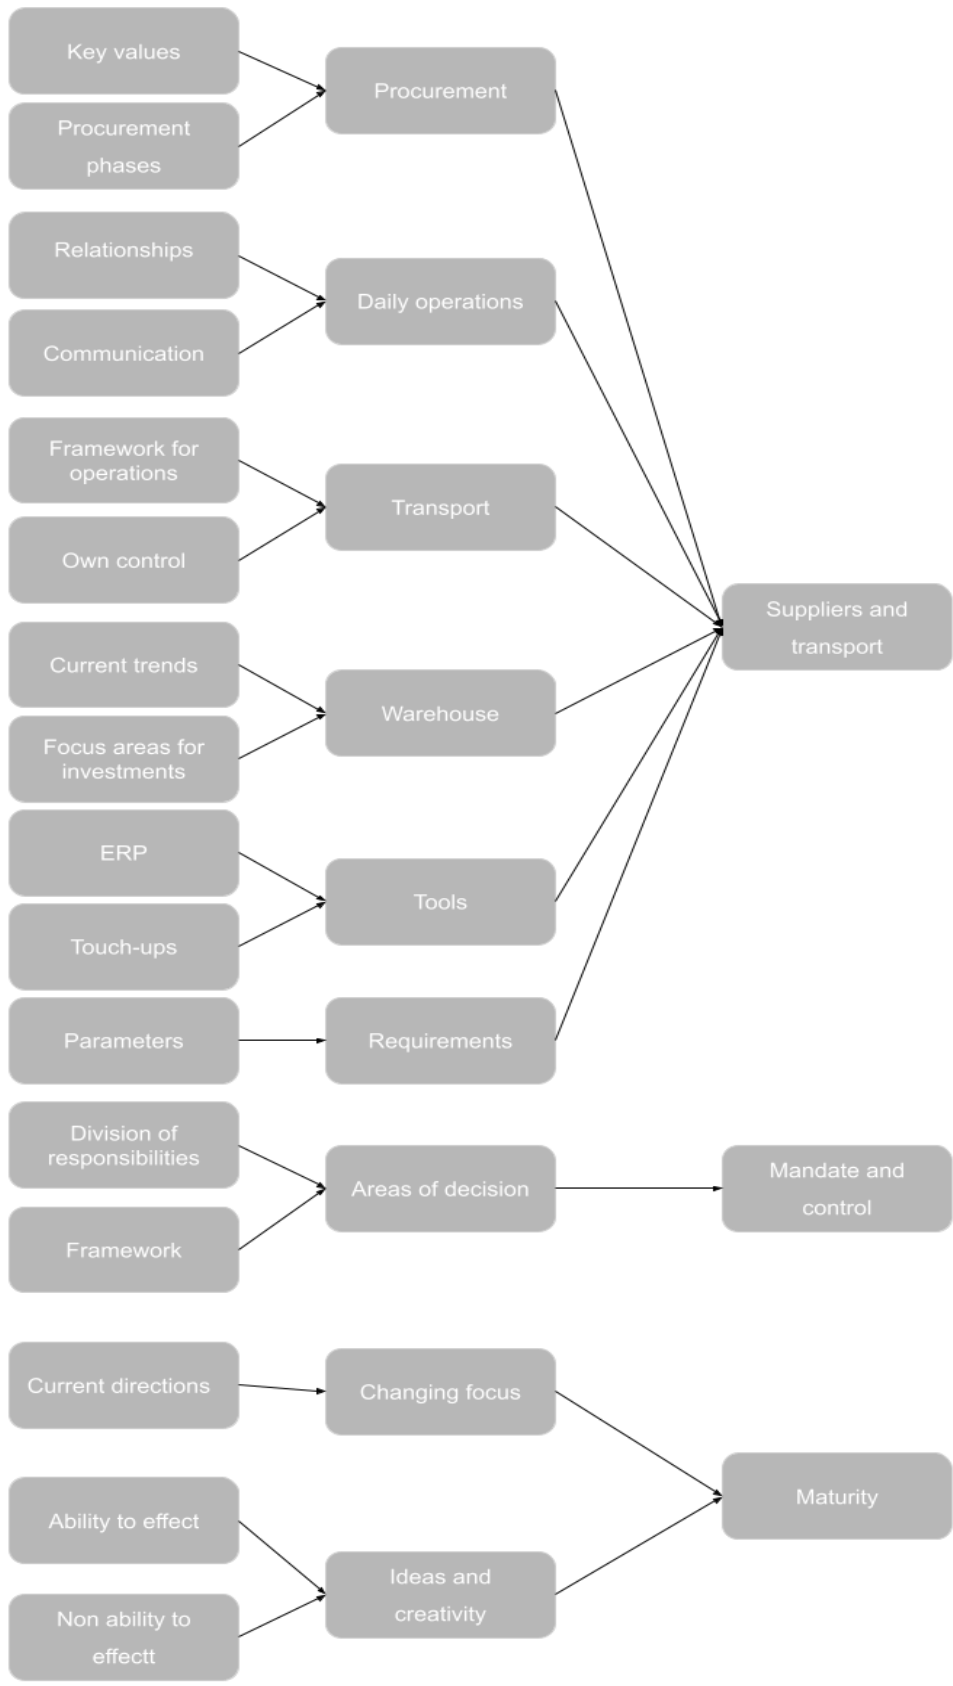 Key values
Procurement
Procurement
phases
Relationships
Daily operations
Communication
Framework for
operations
Transport
Own control
Suppliers and
transport
Current trends
Warehouse
Focus areas for
investments
ERP
Tools
Touch-ups
Parameters
Requirements
Division of
responsibilities
Areas of decision
Mandate and
control
Framework
Current directions
Changing focus
Maturity
Ability to effect
Ideas and
creativity
Non ability to
effectt